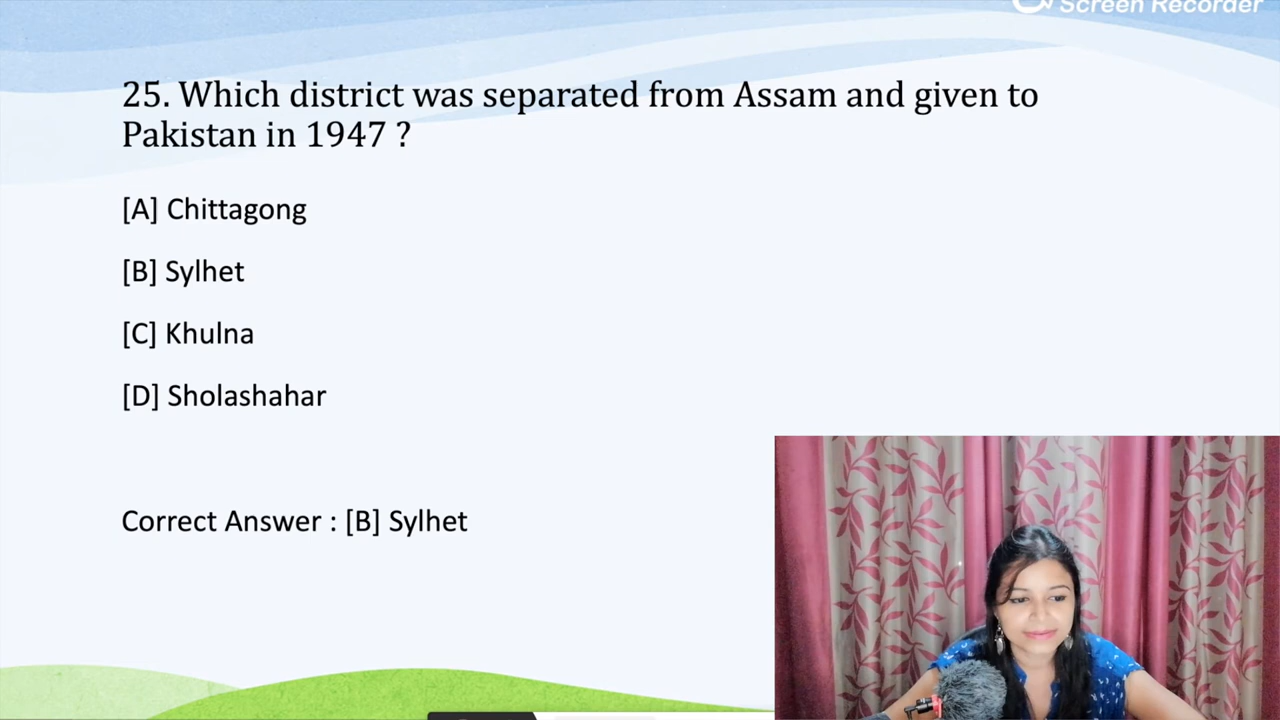 Screen Recorder
25. Which district was separated from Assam and given to
Pakistan in 1947 ?
[A] Chittagong
[B] Sylhet
[C] Khulna
[D] Sholashahar
Correct Answer : [B] Sylhet